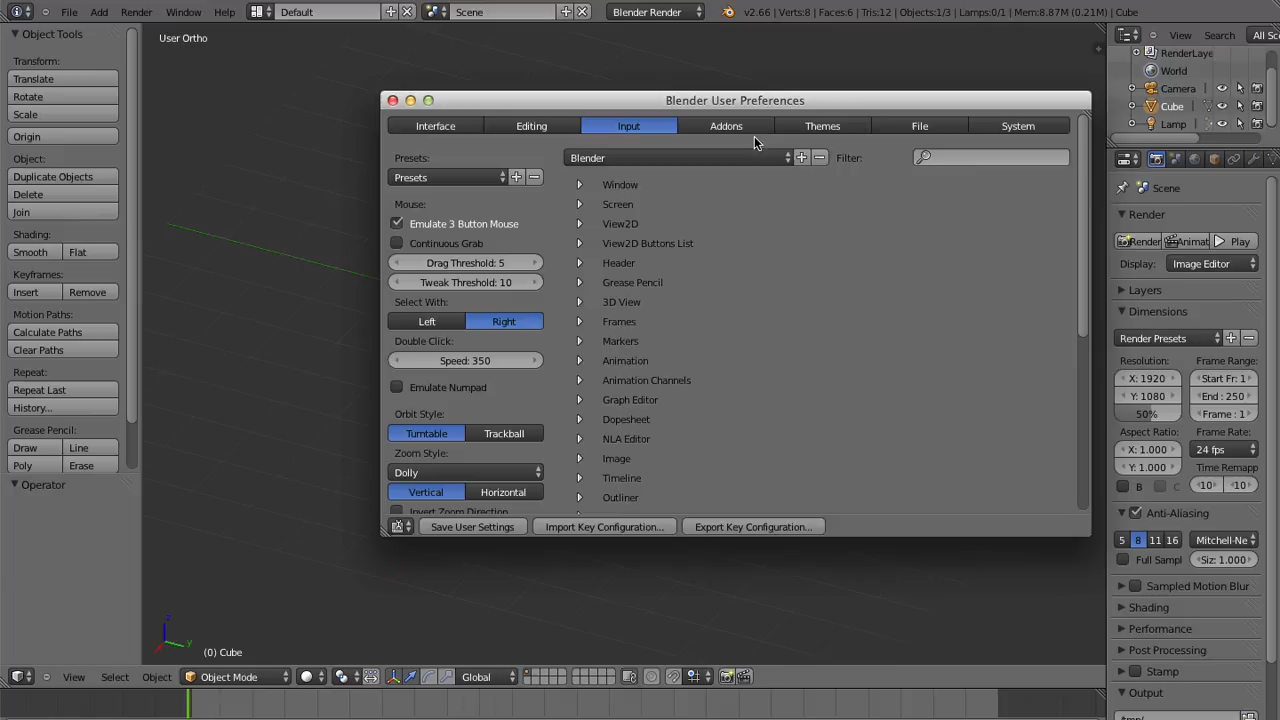 File Add Render Window Help Default Scene Blender Render v2.66 | Verts:8 | Faces:6 | Tris:12 | Objects:1/3 | Lamps:0/1 | Mem:8.87M (0.21M) | Cube
Object Tools
Transform:
Translate
Rotate
Scale
Origin
Object:
Duplicate Objects
Delete
Join
Shading:
Smooth Flat
Keyframes:
Insert Remove
Motion Paths:
Calculate Paths
Clear Paths
Repeat:
Repeat Last
History...
Grease Pencil:
Draw Line
Poly Erase
Operator
User Ortho
z
y
(0) Cube
Blender User Preferences
Interface Editing Input Addons Themes File System
Presets:
Presets
Mouse:
Emulate 3 Button Mouse
Continuous Grab
Drag Threshold: 5
Tweak Threshold: 10
Select With:
Left Right
Double Click:
Speed: 350
Emulate Numpad
Orbit Style:
Turntable Trackball
Zoom Style:
Dolly
Vertical Horizontal
Invert Zoom Direction
Blender Filter:
Window
Screen
View2D
View2D Buttons List
Header
Grease Pencil
3D View
Frames
Markers
Animation
Animation Channels
Graph Editor
Dopesheet
NLA Editor
Image
Timeline
Outliner
Save User Settings Import Key Configuration... Export Key Configuration...
View Search All Sc
RenderLaye
World
Camera
Cube
Lamp
Scene
Render
Render Animat Play
Display: Image Editor
Layers
Dimensions
Render Presets
Resolution: Frame Range:
X: 1920 Start Fr: 1
Y: 1080 End : 250
50% Frame : 1
Aspect Ratio: Frame Rate:
X: 1.000 24 fps
Y: 1.000 Time Remapp
B C 10 10
Anti-Aliasing
5 8 11 16 Mitchell-Ne
Full Sampl Siz: 1.000
Sampled Motion Blur
Shading
Performance
Post Processing
Stamp
Output
View Select Object Object Mode Global